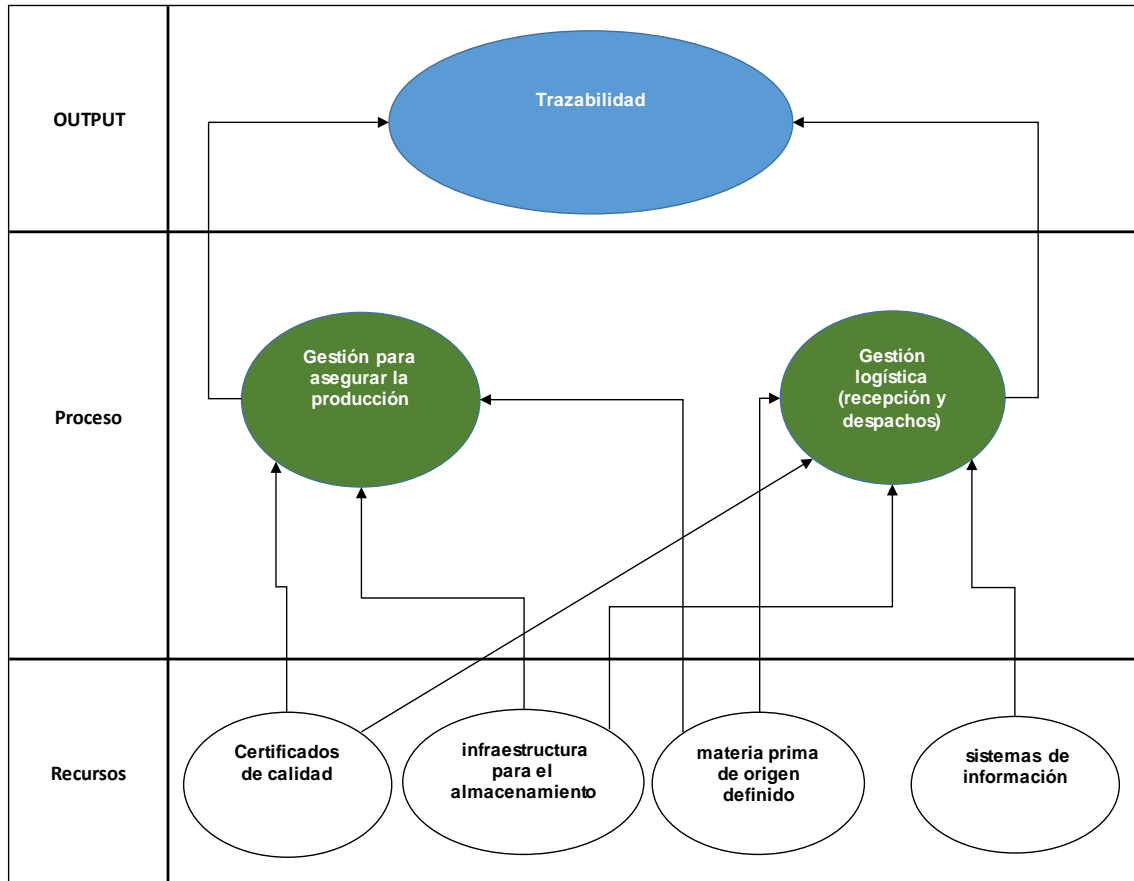 OUTPUT
Trazabilidad
Proceso
Gestión para
asegurar la
producción
Gestión
logística
(recepción y
despachos)
Recursos
Certificados
de calidad
infraestructura
para el
almacenamiento
materia prima
de origen
definido
sistemas de
información